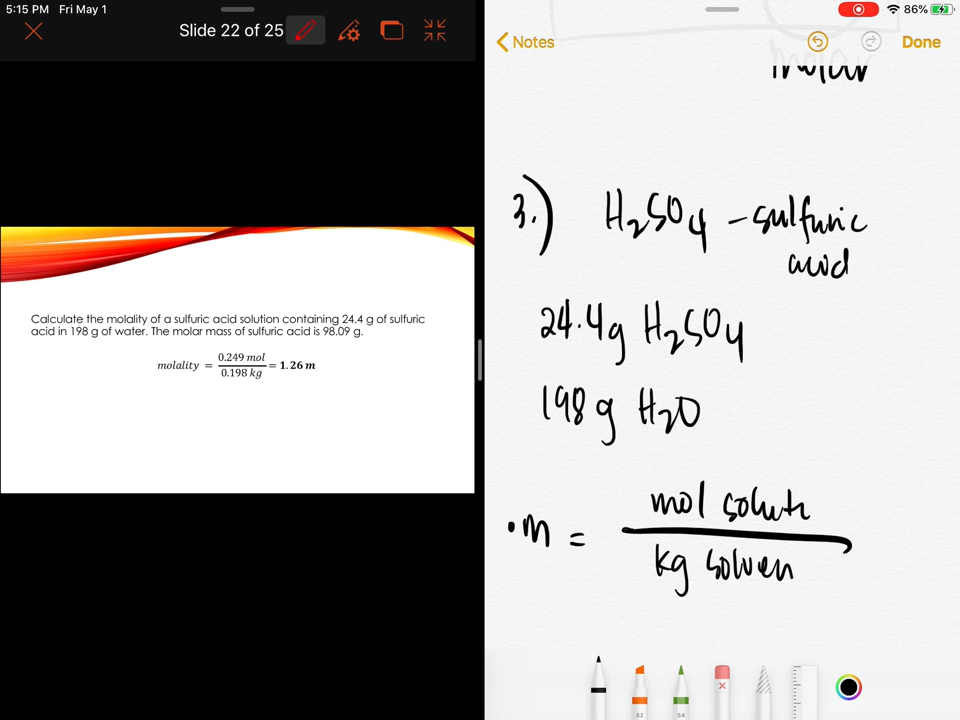 5:15 PM Fri May 1
86%
Slide 22 of 25
Notes
Done
molar
Calculate the molality of a sulfuric acid solution containing 24.4 g of sulfuric
acid in 198 g of water. The molar mass of sulfuric acid is 98.09 g.
molality = 0.249 mol / 0.198 kg = 1.26 m
3.) H2SO4 – sulfuric
acid
24.4g H2SO4
198 g H2O
• m = mol solute
kg solven
52
54